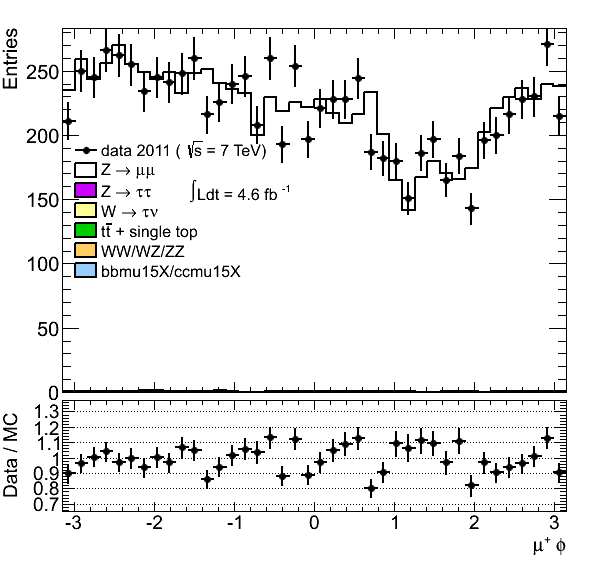 Entries
250
200
150
100
50
0
data 2011 ( √s = 7 TeV)
Z → μμ
Z → ττ
∫Ldt = 4.6 fb⁻¹
W → τν
tt̄ + single top
WW/WZ/ZZ
bbmu15X/ccmu15X
Data / MC
1.3
1.2
1.1
1
0.9
0.8
0.7
-3 -2 -1 0 1 2 3
μ⁺ ϕ